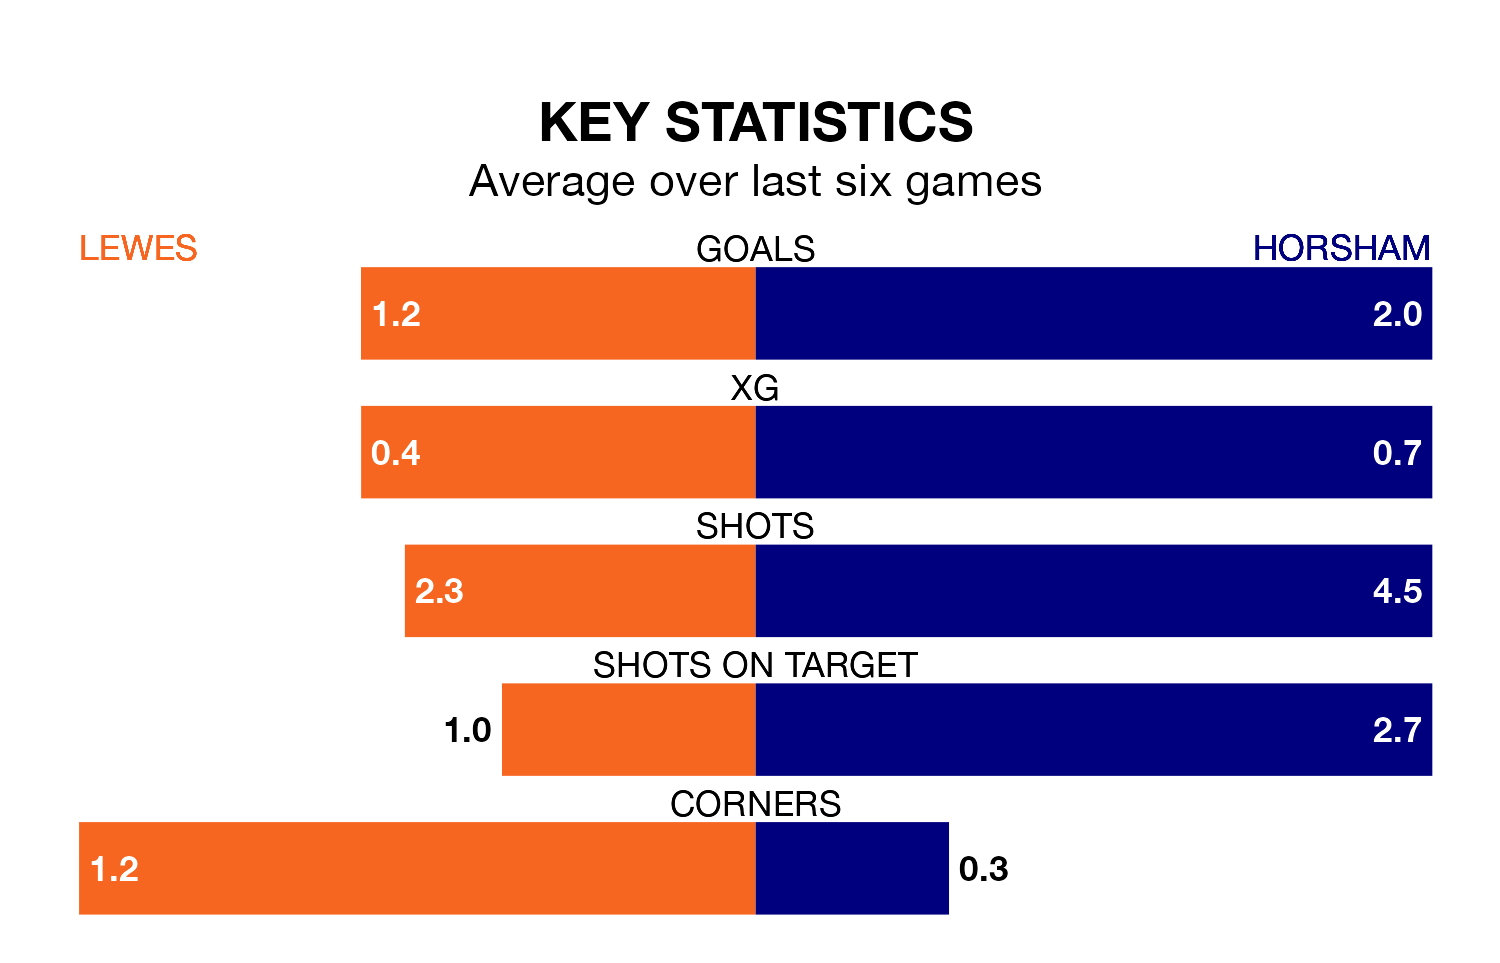 KEY STATISTICS
Average over last six games
LEWES GOALS HORSHAM
1.2 2.0
XG
0.4 0.7
SHOTS
2.3 4.5
SHOTS ON TARGET
1.0 2.7
CORNERS
1.2 0.3